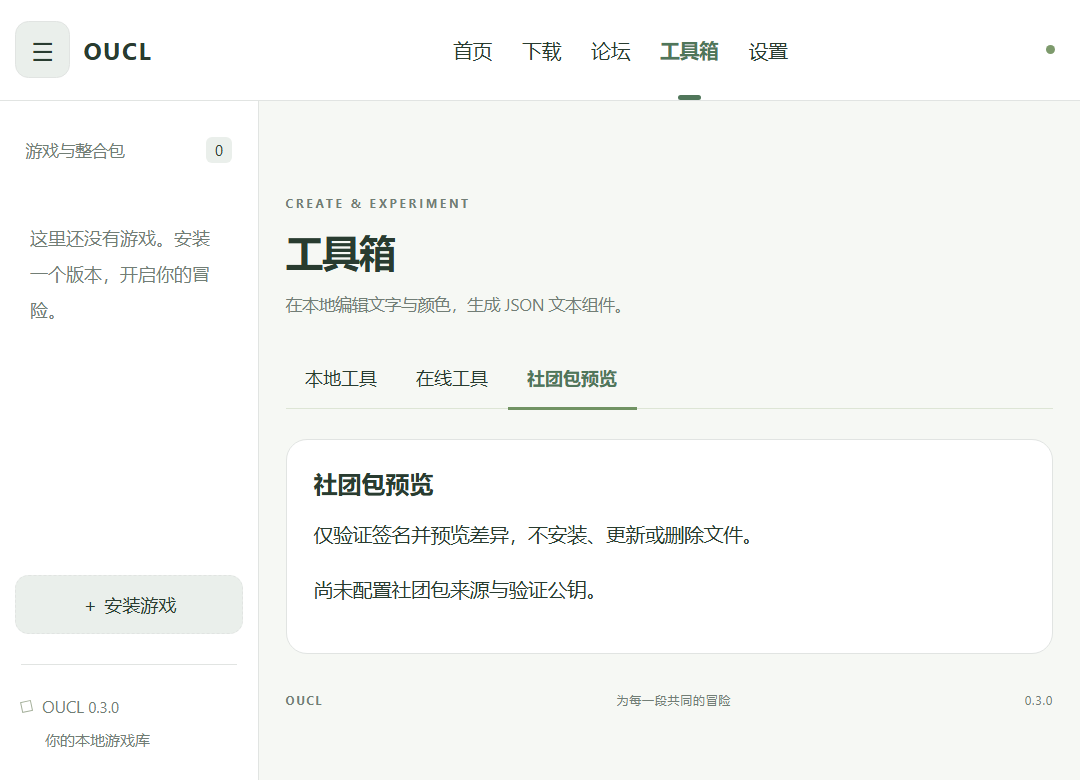 OUCL
首页 下载 论坛 工具箱 设置
游戏与整合包 0
这里还没有游戏。安装
一个版本，开启你的冒
险。
+ 安装游戏
OUCL 0.3.0
你的本地游戏库
CREATE & EXPERIMENT
工具箱
在本地编辑文字与颜色，生成 JSON 文本组件。
本地工具 在线工具 社团包预览
社团包预览
仅验证签名并预览差异，不安装、更新或删除文件。
尚未配置社团包来源与验证公钥。
OUCL 为每一段共同的冒险 0.3.0